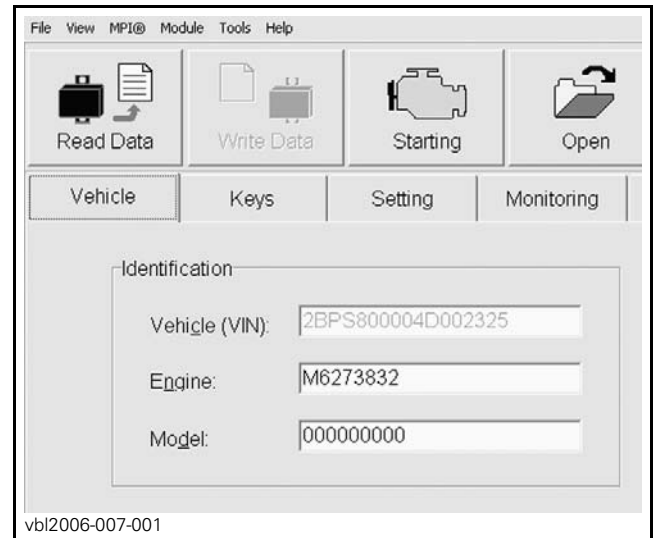 File View MPI® Module Tools Help
Read Data Write Data Starting Open
Vehicle Keys Setting Monitoring
Identification
Vehicle (VIN): 2BPS800004D002325
Engine: M6273832
Model: 000000000
vbl2006-007-001